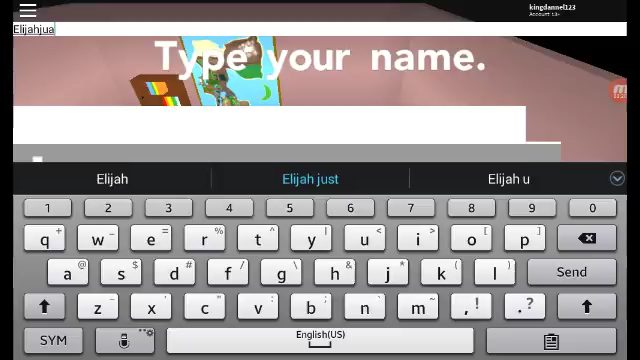 kingdannel123
Account: 13+
Elijahjua
Type your name.
Elijah Elijah just Elijah u
1 2 3 4 5 6 7 8 9 0
q + w - e = r % t ^ y | u < i > o [ p ]
a @ s $ d # f / g \ h & j * k ( l ) Send
z x c v b ; n m ~ , ! . ?
SYM English(US)